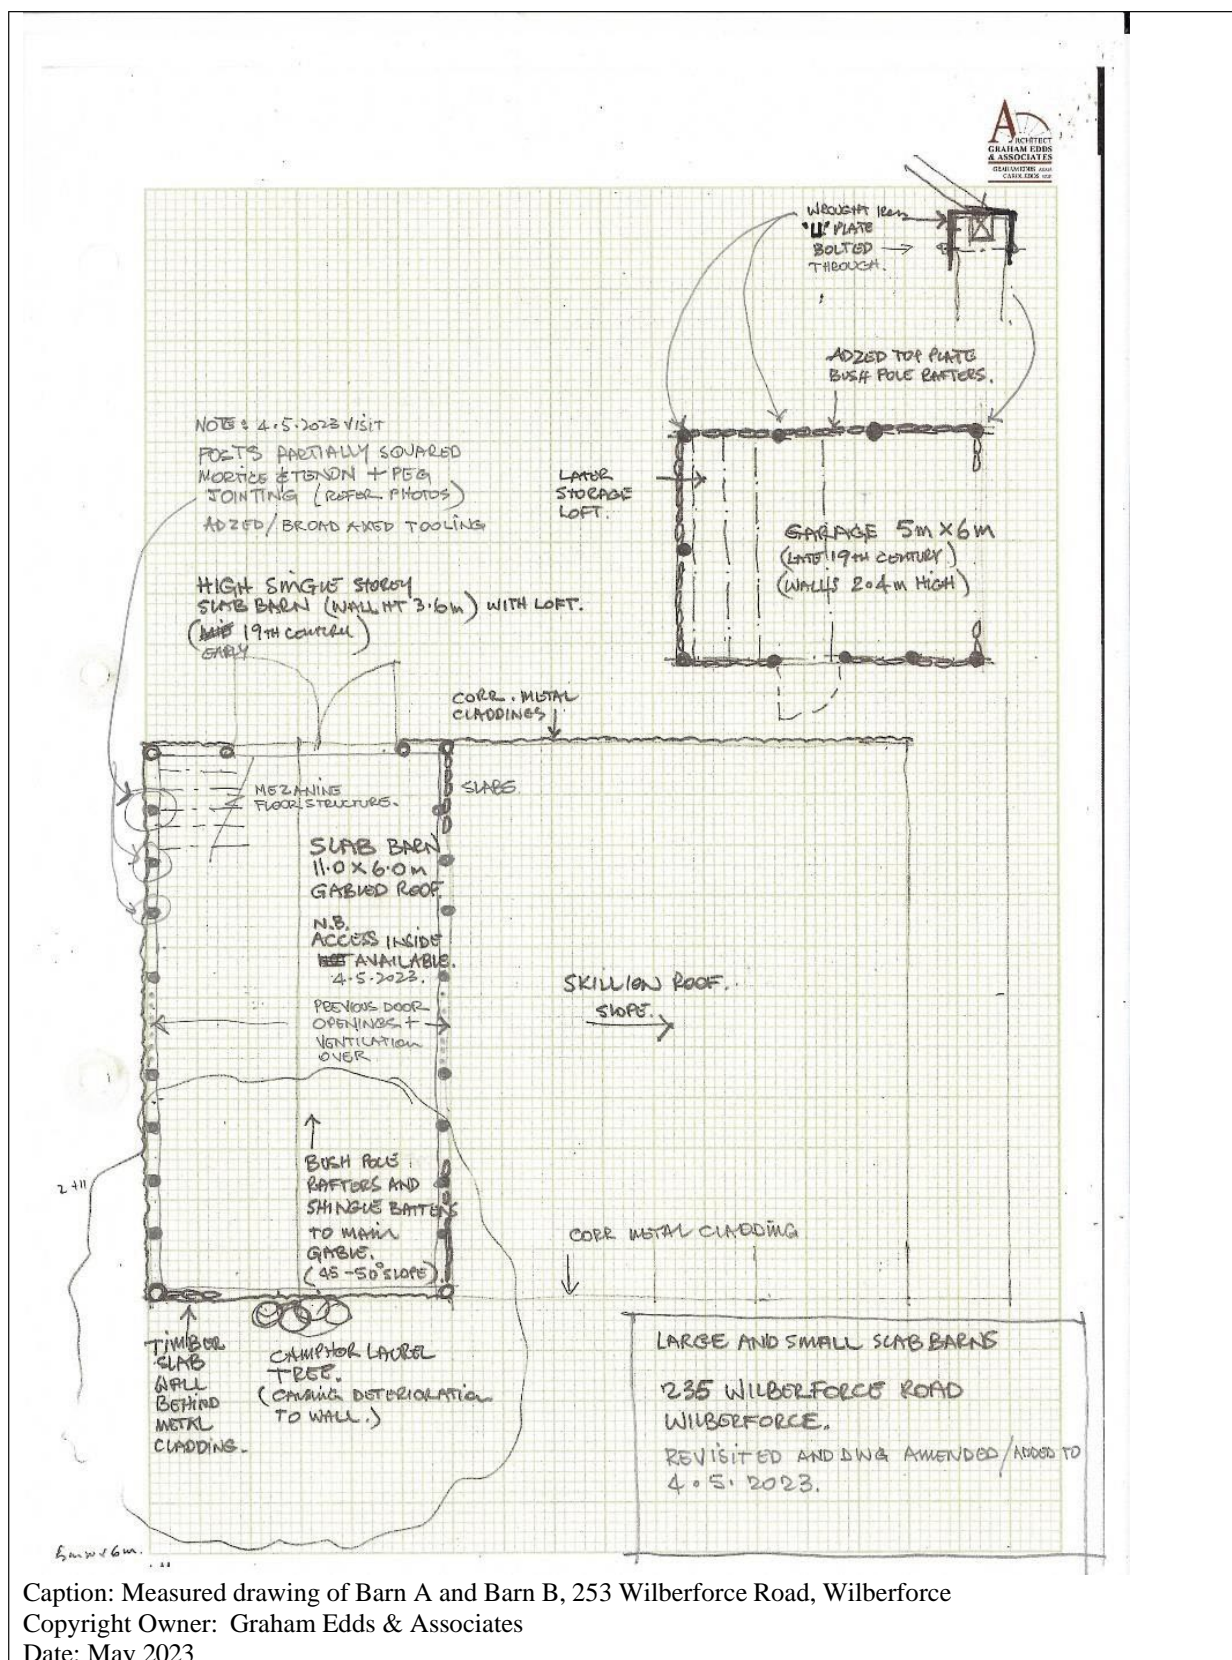 ARCHITECT
GRAHAM EDDS
& ASSOCIATES
WROUGHT IRON
"U" PLATE
BOLTED
THROUGH.
ADZED TOP PLATE
BUSH POLE RAFTERS.
NOTE: 4.5.2023 VISIT
POSTS PARTIALLY SQUARED
MORTICE & TENON + PEG
JOINTING (REFER PHOTOS)
ADZED/BROAD AXED TOOLING
LATER
STORAGE
LOFT.
GARAGE 5m X 6m
(LATE 19TH CENTURY)
(WALLS 2.4m HIGH)
HIGH SINGLE STOREY
SLAB BARN (WALL HT 3.6m) WITH LOFT.
(MID 19TH CENTURY)
EARLY
CORR. METAL
CLADDINGS
MEZANINE
FLOOR STRUCTURE.
SLABS
SLAB BARN
11.0 X 6.0m
GABLED ROOF.
N.B.
ACCESS INSIDE
NOT AVAILABLE.
4.5.2023.
PREVIOUS DOOR
OPENINGS +
VENTILATION
OVER
SKILLION ROOF.
SLOPE.
BUSH POLE
RAFTERS AND
SHINGLE BATTENS
TO MAIN
GABLE.
(45-50° SLOPE).
CORR METAL CLADDING
TIMBER
SLAB
WALL
BEHIND
METAL
CLADDING.
CAMPHOR LAUREL
TREE.
(CAUSING DETERIORATION
TO WALL.)
LARGE AND SMALL SLAB BARNS
235 WILBERFORCE ROAD
WILBERFORCE.
REVISITED AND DWG AMENDED/ADDED TO
4.5.2023.
Caption: Measured drawing of Barn A and Barn B, 253 Wilberforce Road, Wilberforce
Copyright Owner: Graham Edds & Associates
Date: May 2023